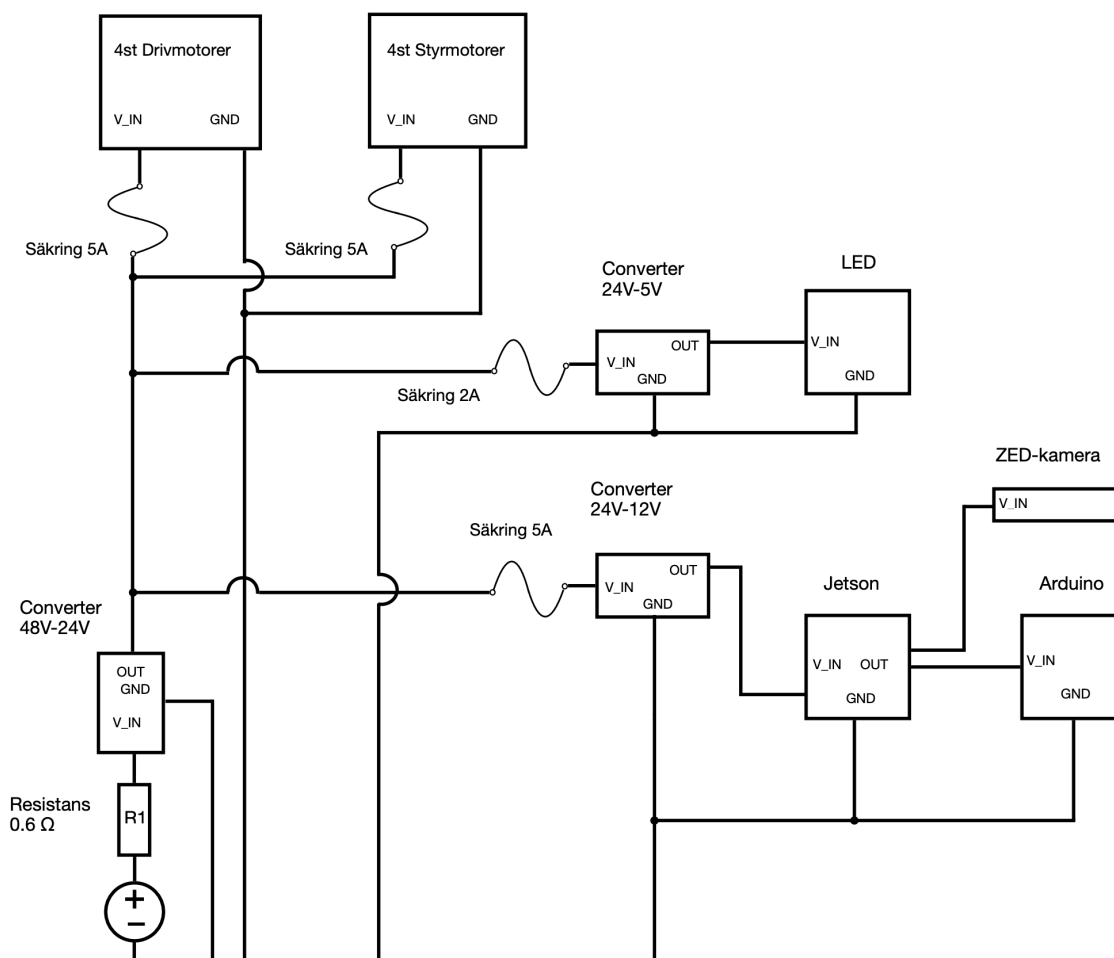 4st Drivmotorer
V_IN
GND
4st Styrmotorer
V_IN
GND
Säkring 5A
Säkring 5A
Converter
24V-5V
OUT
V_IN
GND
LED
V_IN
GND
Säkring 2A
ZED-kamera
V_IN
Converter
24V-12V
Säkring 5A
OUT
V_IN
GND
Jetson
V_IN
OUT
GND
Arduino
V_IN
GND
Converter
48V-24V
OUT
GND
V_IN
Resistans
0.6 Ω
R1
+
−